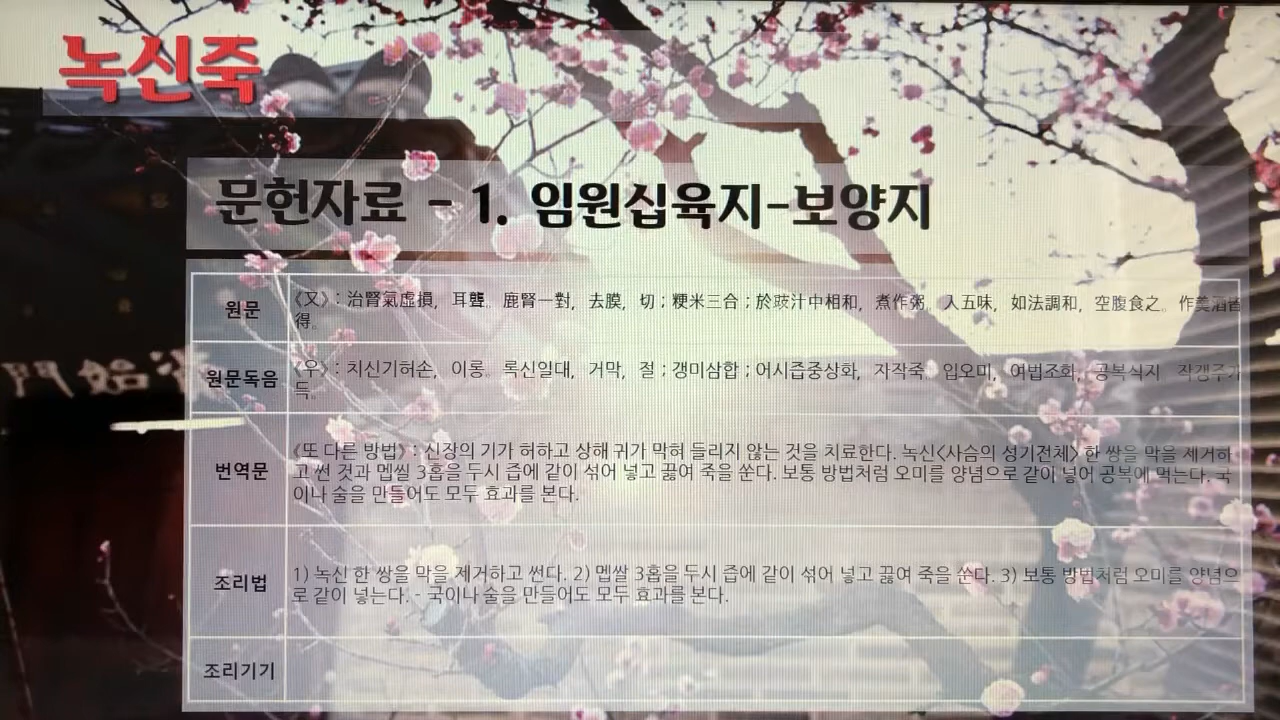 녹신죽
문헌자료 - 1. 임원십육지-보양지
원문
《又》: 治腎氣虛損, 耳聾. 鹿腎一對, 去膜, 切 ; 粳米三合 ; 於豉汁中相和, 煮作粥. 入五味, 如法調和, 空腹食之. 作羹酒皆
得.
원문독음
《우》: 치신기허손, 이롱. 록신일대, 거막, 절 ; 갱미삼합 ; 어시즙중상화, 자작죽. 입오미, 여법조화, 공복식지 작갱주개
득.
번역문
《또 다른 방법》: 신장의 기가 허하고 상해 귀가 막혀 들리지 않는 것을 치료한다. 녹신<사슴의 성기전체> 한 쌍을 막을 제거하
고 썬 것과 멥쌀 3홉을 두시 즙에 같이 섞어 넣고 끓여 죽을 쑨다. 보통 방법처럼 오미를 양념으로 같이 넣어 공복에 먹는다. 국
이나 술을 만들어도 모두 효과를 본다.
조리법
1) 녹신 한 쌍을 막을 제거하고 썬다. 2) 멥쌀 3홉을 두시 즙에 같이 섞어 넣고 끓여 죽을 쑨다. 3) 보통 방법처럼 오미를 양념으
로 같이 넣는다. - 국이나 술을 만들어도 모두 효과를 본다.
조리기기